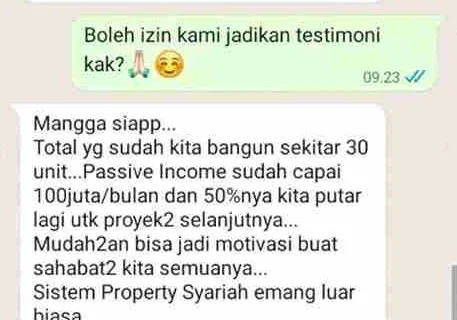 Boleh izin kami jadikan testimoni
kak?🙏🏻☺️
09.23
Mangga siapp...
Total yg sudah kita bangun sekitar 30
unit...Passive Income sudah capai
100juta/bulan dan 50%nya kita putar
lagi utk proyek2 selanjutnya...
Mudah2an bisa jadi motivasi buat
sahabat2 kita semuanya...
Sistem Property Syariah emang luar
biasa